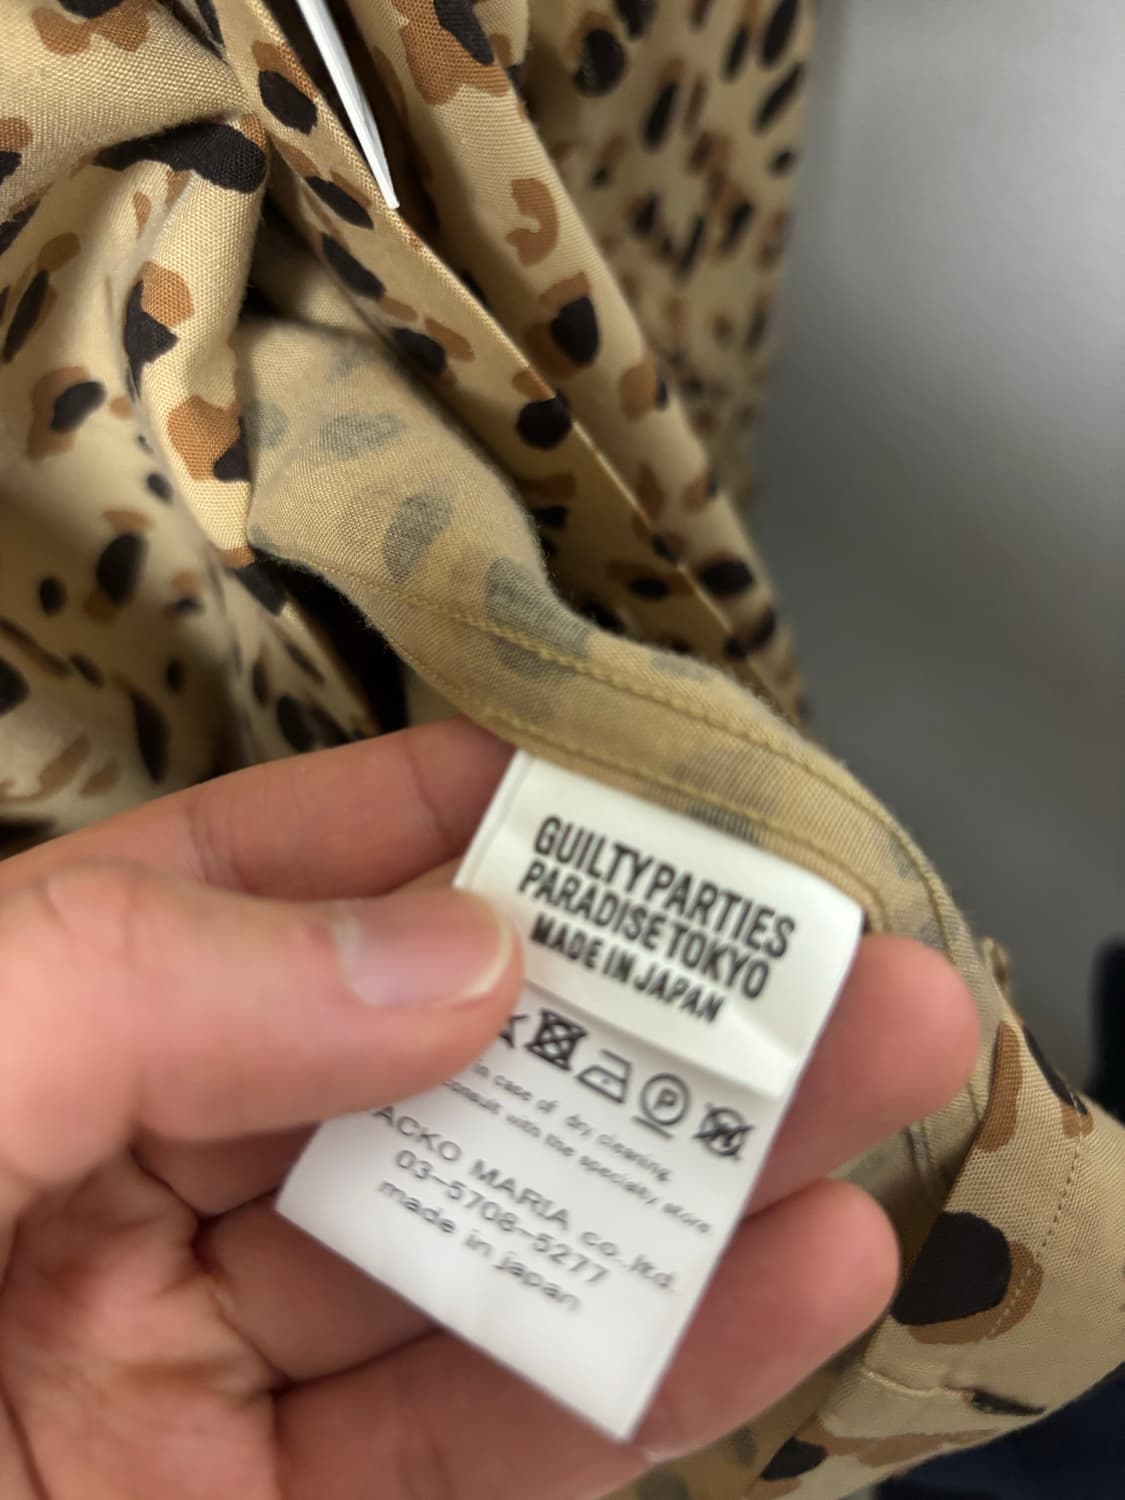 GUILTY PARTIES
PARADISE TOKYO
MADE IN JAPAN
P
in case of dry cleaning,
consult with the specialty store.
ACKO MARIA co.,ltd.
03-5708-5277
made in japan